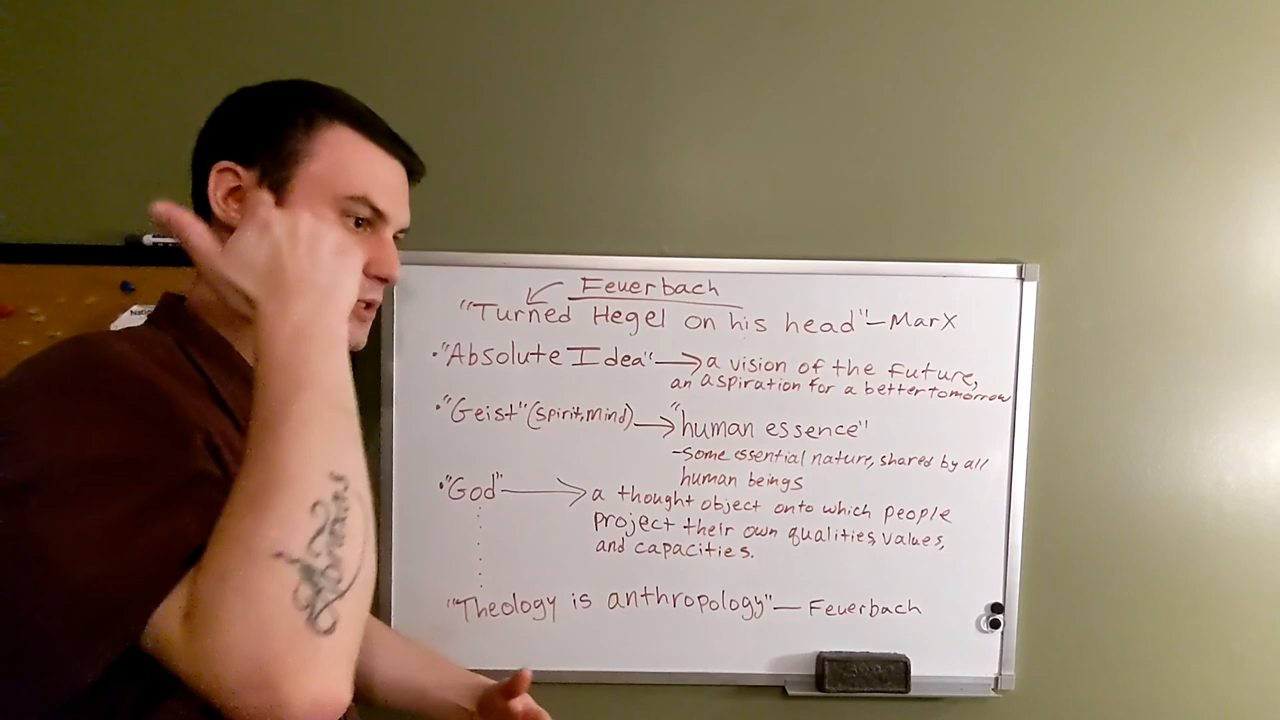 Feuerbach
"Turned Hegel on his head"—Marx
•"Absolute Idea"→a vision of the future,
an aspiration for a better tomorrow
•"Geist"(spirit,mind)→"human essence"
-some essential nature, shared by all
human beings
•"God"→a thought object onto which people
project their own qualities, values,
and capacities.
"Theology is anthropology"—Feuerbach